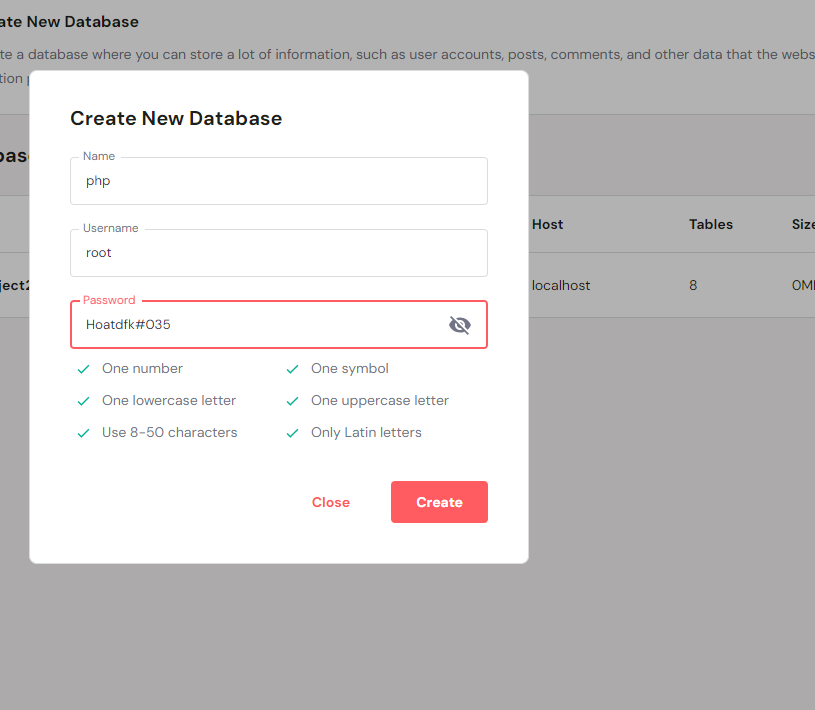 ate New Database
te a database where you can store a lot of information, such as user accounts, posts, comments, and other data that the webs
tion
Create New Database
bas
Name
php
Host
Tables
Size
Username
root
ject2
localhost
8
0M
Password
Hoatdfk#035
One number
One symbol
One lowercase letter
One uppercase letter
Use 8-50 characters
Only Latin letters
Close
Create